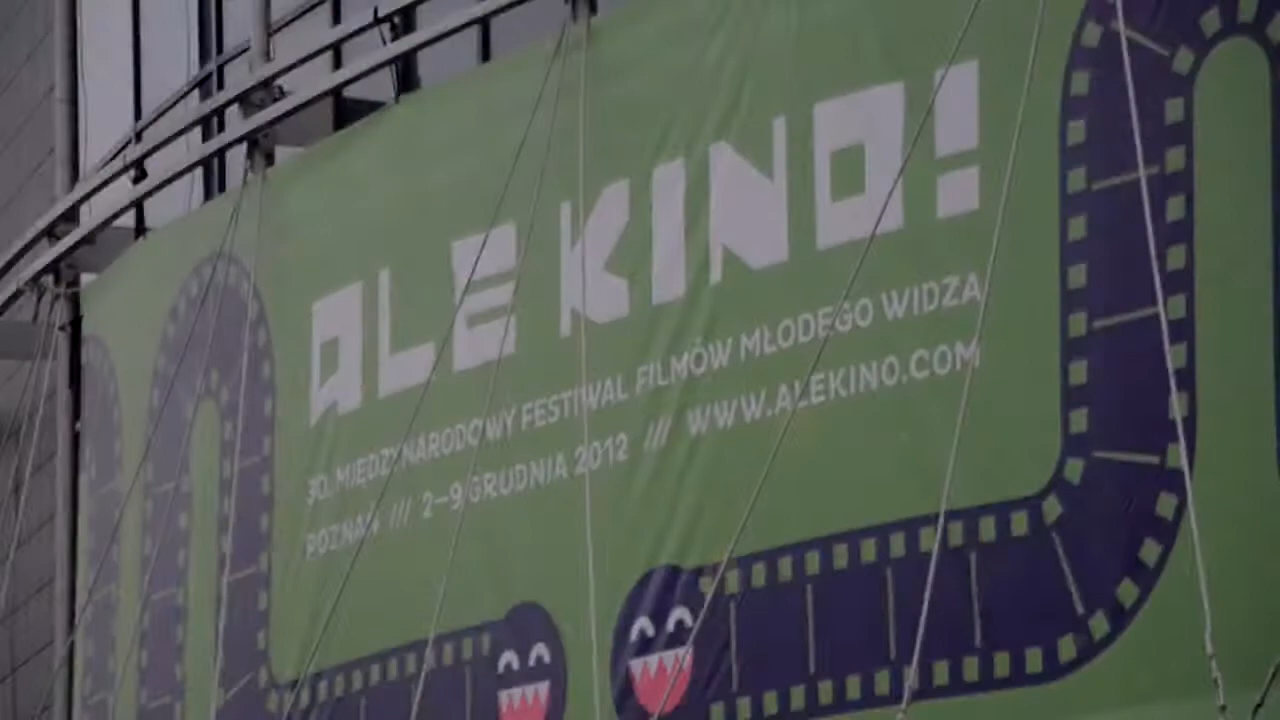 ALE KINO!
30. MIĘDZYNARODOWY FESTIWAL FILMÓW MŁODEGO WIDZA
POZNAŃ /// 2–9 GRUDNIA 2012 /// WWW.ALEKINO.COM